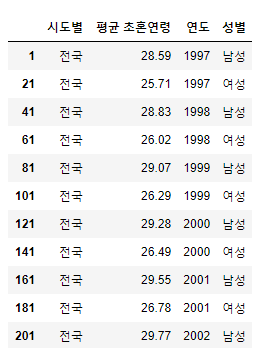 시도별 평균 초혼연령 연도 성별
1 전국 28.59 1997 남성
21 전국 25.71 1997 여성
41 전국 28.83 1998 남성
61 전국 26.02 1998 여성
81 전국 29.07 1999 남성
101 전국 26.29 1999 여성
121 전국 29.28 2000 남성
141 전국 26.49 2000 여성
161 전국 29.55 2001 남성
181 전국 26.78 2001 여성
201 전국 29.77 2002 남성